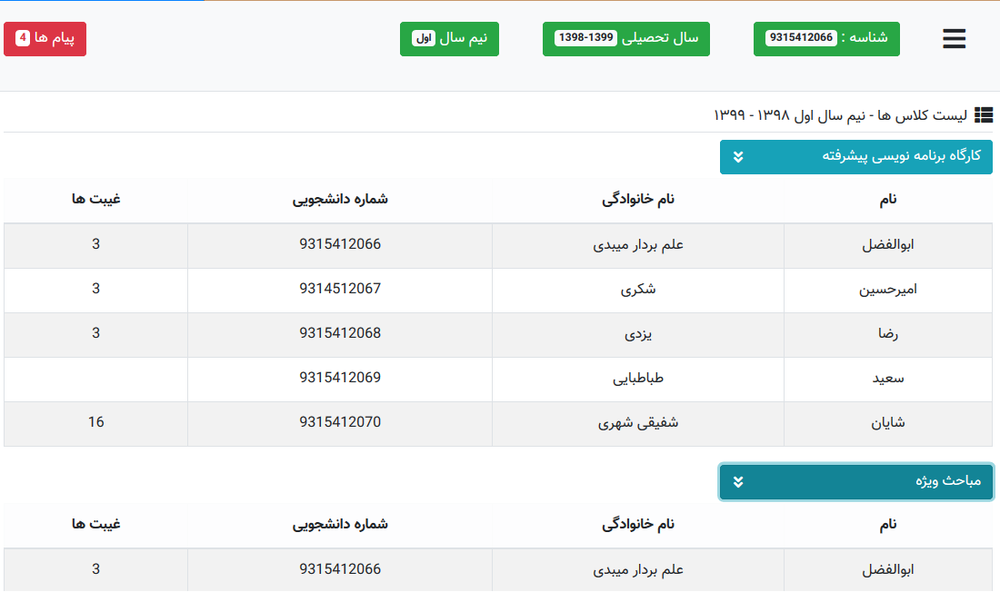 شناسه : 9315412066 سال تحصیلی 1398-1399 نیم سال اول پیام ها 4
لیست کلاس ها - نیم سال اول ۱۳۹۸ - ۱۳۹۹
کارگاه برنامه نویسی پیشرفته
نام نام خانوادگی شماره دانشجویی غیبت ها
ابوالفضل علم بردار میبدی 9315412066 3
امیرحسین شکری 9314512067 3
رضا یزدی 9315412068 3
سعید طباطبایی 9315412069
شایان شفیقی شهری 9315412070 16
مباحث ویژه
نام نام خانوادگی شماره دانشجویی غیبت ها
ابوالفضل علم بردار میبدی 9315412066 3